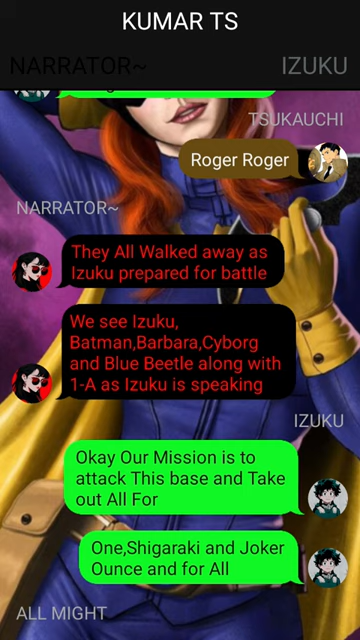 KUMAR TS
NARRATOR~
IZUKU
TSUKAUCHI
Roger Roger
NARRATOR~
They All Walked away as
Izuku prepared for battle
We see Izuku,
Batman,Barbara,Cyborg
and Blue Beetle along with
1-A as Izuku is speaking
IZUKU
Okay Our Mission is to
attack This base and Take
out All For
One,Shigaraki and Joker
Ounce and for All
ALL MIGHT